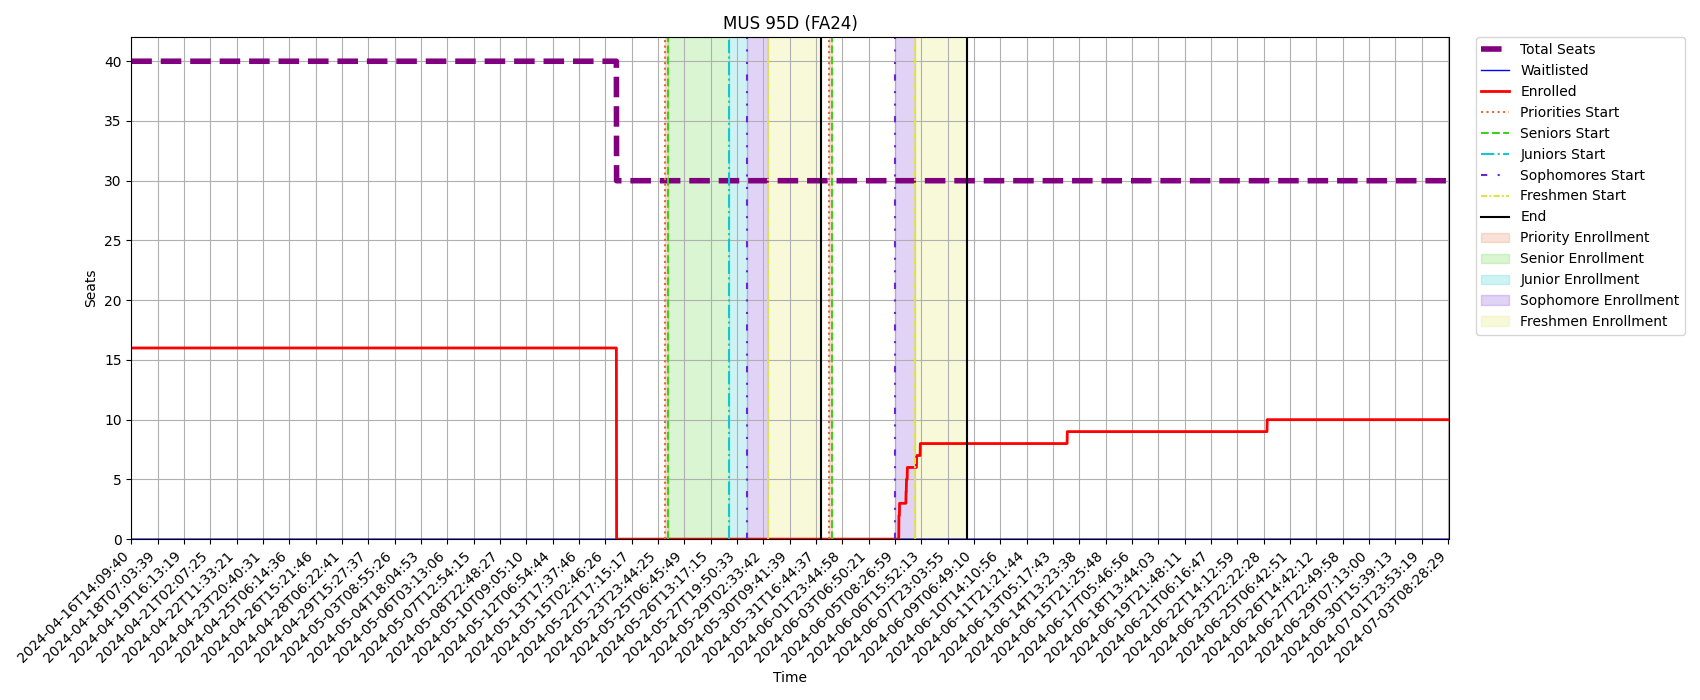 MUS 95D (FA24)
Seats
40
35
30
25
20
15
10
5
0
2024-04-16T14:09:40
2024-04-18T07:03:39
2024-04-19T16:13:19
2024-04-21T02:07:25
2024-04-22T11:33:21
2024-04-23T20:40:31
2024-04-25T06:14:36
2024-04-26T15:21:46
2024-04-28T06:22:41
2024-04-29T15:27:37
2024-05-03T08:55:26
2024-05-04T18:04:53
2024-05-06T03:13:06
2024-05-07T12:54:15
2024-05-08T22:48:27
2024-05-10T09:05:10
2024-05-12T06:54:44
2024-05-13T17:37:46
2024-05-15T02:46:26
2024-05-22T17:15:17
2024-05-23T23:44:25
2024-05-25T06:45:49
2024-05-26T13:17:15
2024-05-27T19:50:33
2024-05-29T02:33:42
2024-05-30T09:41:39
2024-05-31T16:44:37
2024-06-01T23:44:58
2024-06-03T06:50:21
2024-06-05T08:26:59
2024-06-06T15:52:13
2024-06-07T23:03:55
2024-06-09T06:49:10
2024-06-10T14:10:56
2024-06-11T21:21:44
2024-06-13T05:17:43
2024-06-14T13:23:38
2024-06-15T21:25:48
2024-06-17T05:46:56
2024-06-18T13:44:03
2024-06-19T21:48:11
2024-06-21T06:16:47
2024-06-22T14:12:59
2024-06-23T22:22:28
2024-06-25T06:42:51
2024-06-26T14:42:12
2024-06-27T22:49:58
2024-06-29T07:13:00
2024-06-30T15:39:13
2024-07-01T23:53:19
2024-07-03T08:28:29
Time
Total Seats
Waitlisted
Enrolled
Priorities Start
Seniors Start
Juniors Start
Sophomores Start
Freshmen Start
End
Priority Enrollment
Senior Enrollment
Junior Enrollment
Sophomore Enrollment
Freshmen Enrollment